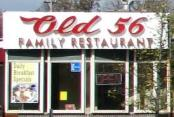 Old 56
FAMILY RESTAURANT
Daily
Breakfast
Specials